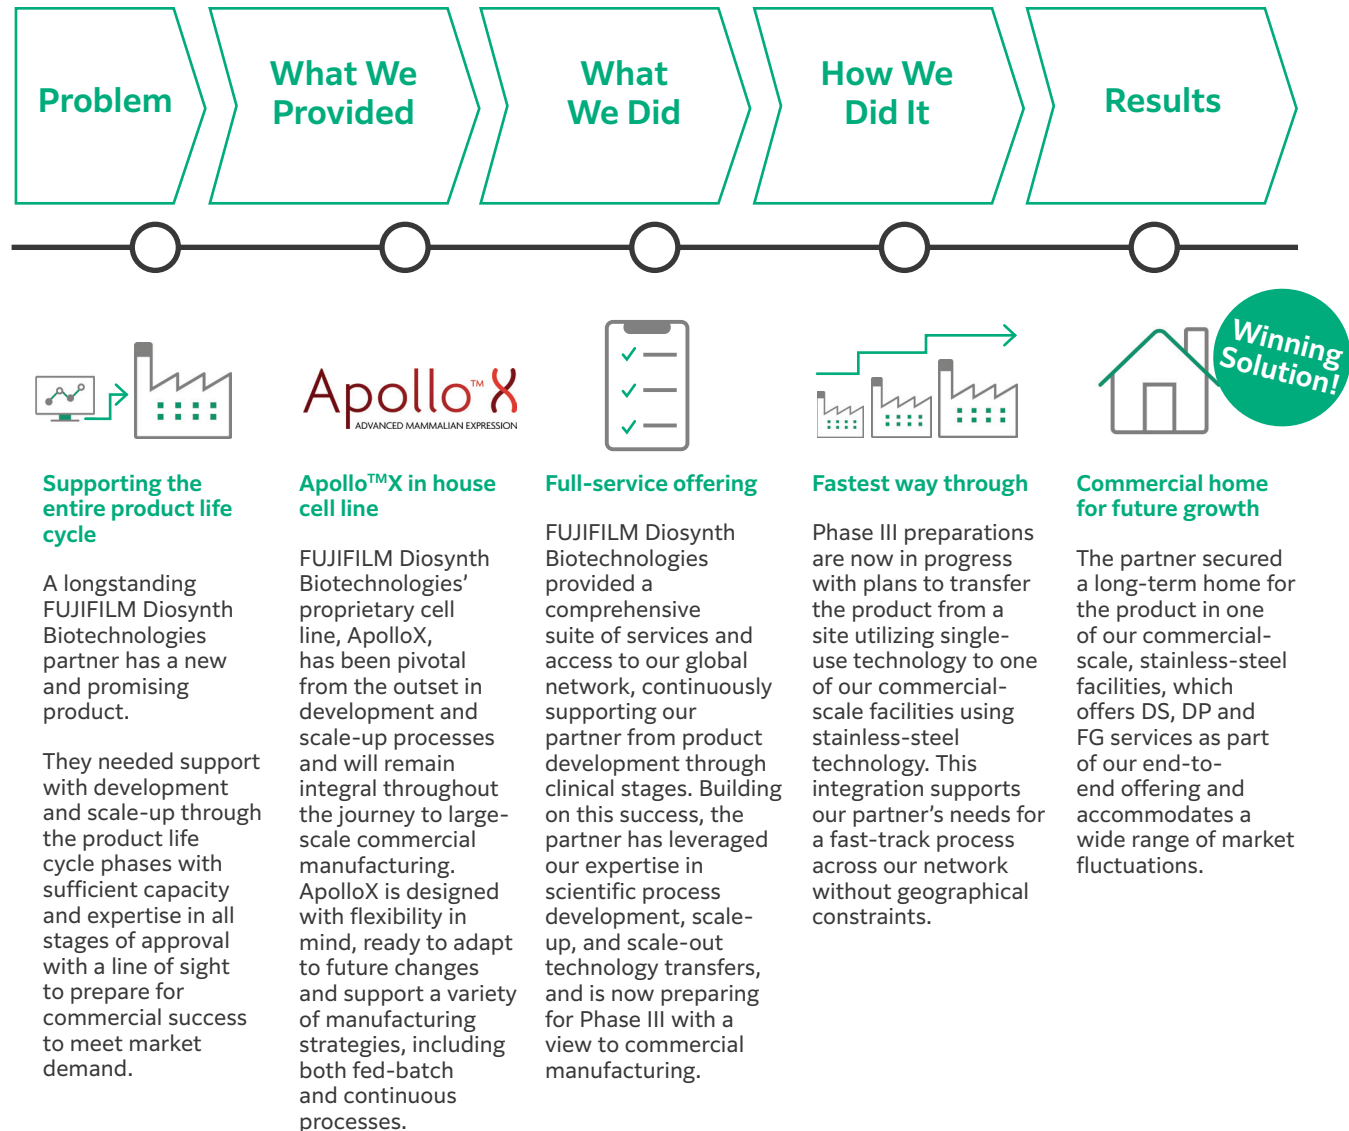 Problem
What We
Provided
What
We Did
How We
Did It
Results
Winning
Solution!
Apollo™X
ADVANCED MAMMALIAN EXPRESSION
Supporting the
entire product life
cycle
A longstanding
FUJIFILM Diosynth
Biotechnologies
partner has a new
and promising
product.
They needed support
with development
and scale-up through
the product life
cycle phases with
sufficient capacity
and expertise in all
stages of approval
with a line of sight
to prepare for
commercial success
to meet market
demand.
Apollo™X in house
cell line
FUJIFILM Diosynth
Biotechnologies’
proprietary cell
line, ApolloX,
has been pivotal
from the outset in
development and
scale-up processes
and will remain
integral throughout
the journey to large-
scale commercial
manufacturing.
ApolloX is designed
with flexibility in
mind, ready to adapt
to future changes
and support a variety
of manufacturing
strategies, including
both fed-batch
and continuous
processes.
Full-service offering
FUJIFILM Diosynth
Biotechnologies
provided a
comprehensive
suite of services and
access to our global
network, continuously
supporting our
partner from product
development through
clinical stages. Building
on this success, the
partner has leveraged
our expertise in
scientific process
development, scale-
up, and scale-out
technology transfers,
and is now preparing
for Phase III with a
view to commercial
manufacturing.
Fastest way through
Phase III preparations
are now in progress
with plans to transfer
the product from a
site utilizing single-
use technology to one
of our commercial-
scale facilities using
stainless-steel
technology. This
integration supports
our partner’s needs for
a fast-track process
across our network
without geographical
constraints.
Commercial home
for future growth
The partner secured
a long-term home for
the product in one
of our commercial-
scale, stainless-steel
facilities, which
offers DS, DP and
FG services as part
of our end-to-
end offering and
accommodates a
wide range of market
fluctuations.